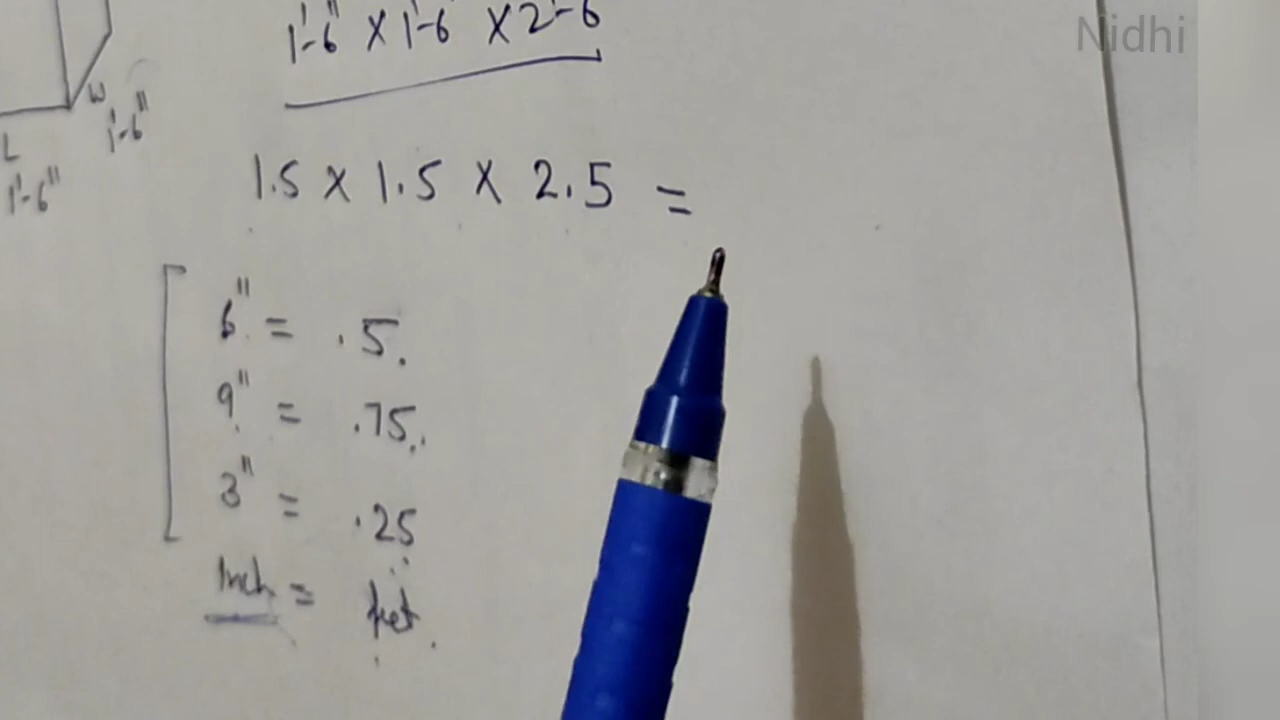 1'-6" X 1'-6 X 2'-6
Nidhi
W
1'-6"
L
1'-6"
1.5 X 1.5 X 2.5 =
6" = .5.
9" = .75.
3" = .25
Inch = feet.